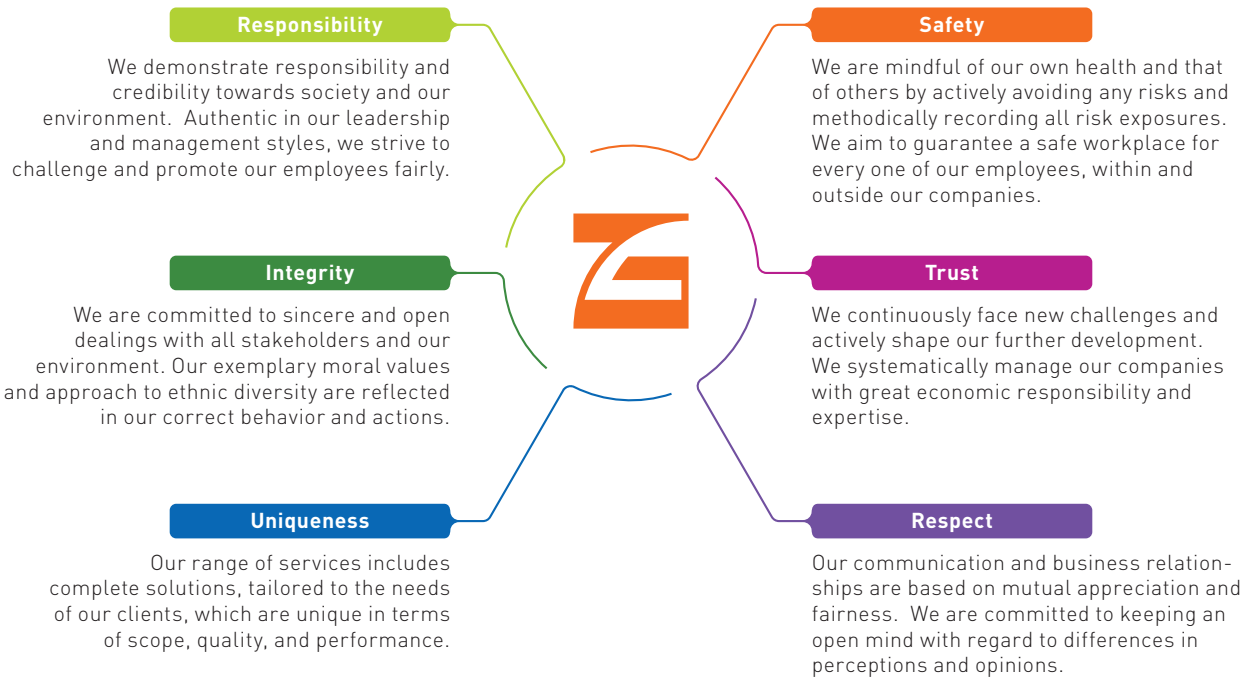 Responsibility
We demonstrate responsibility and
credibility towards society and our
environment.  Authentic in our leadership
and management styles, we strive to
challenge and promote our employees fairly.
Safety
We are mindful of our own health and that
of others by actively avoiding any risks and
methodically recording all risk exposures.
We aim to guarantee a safe workplace for
every one of our employees, within and
outside our companies.
Integrity
We are committed to sincere and open
dealings with all stakeholders and our
environment. Our exemplary moral values
and approach to ethnic diversity are reflected
in our correct behavior and actions.
Trust
We continuously face new challenges and
actively shape our further development.
We systematically manage our companies
with great economic responsibility and
expertise.
Uniqueness
Our range of services includes
complete solutions, tailored to the needs
of our clients, which are unique in terms
of scope, quality, and performance.
Respect
Our communication and business relation-
ships are based on mutual appreciation and
fairness.  We are committed to keeping an
open mind with regard to differences in
perceptions and opinions.